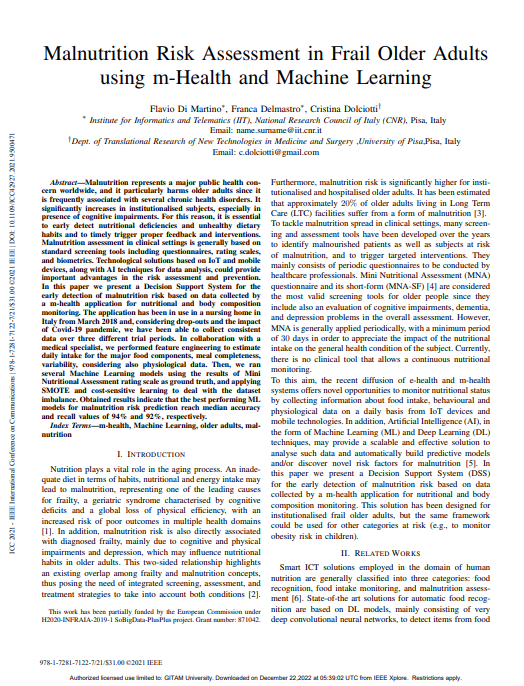 Malnutrition Risk Assessment in Frail Older Adults
using m-Health and Machine Learning
Flavio Di Martino*, Franca Delmastro*, Cristina Dolciotti†
* Institute for Informatics and Telematics (IIT), National Research Council of Italy (CNR), Pisa, Italy
Email: name.surname@iit.cnr.it
†Dept. of Translational Research of New Technologies in Medicine and Surgery ,University of Pisa,Pisa, Italy
Email: c.dolciotti@gmail.com
Abstract—Malnutrition represents a major public health con-
cern worldwide, and it particularly harms older adults since it
is frequently associated with several chronic health disorders. It
significantly increases in institutionalised subjects, especially in
presence of cognitive impairments. For this reason, it is essential
to early detect nutritional deficiencies and unhealthy dietary
habits and to timely trigger proper feedback and intervention.
Malnutrition assessment in clinical settings is generally based on
standard screening tools including questionnaires, rating scales,
and biometrics. Technological solutions based on IoT and mobile
devices, along with AI techniques for data analysis, could provide
important advantages in the risk assessment and prevention.
In this paper we present a Decision Support System for the
early detection of malnutrition risk based on data collected
by a m-health application for nutritional and body composition
monitoring. The application has been in use in a nursing home in
Italy from March 2018 and, considering drop-outs and the impact
of Covid-19 pandemic, we have been able to collect consistent
data over three different trial periods. In collaboration with a
medical specialist, we performed feature engineering to estimate
daily intake for the major food components, meal completeness,
variability, considering also physiological data. Then, we ran
several Machine Learning models using the results of Mini
Nutritional Assessment rating scale as ground truth, and applying
SMOTE and cost-sensitive learning to deal with the dataset
imbalance. Obtained results indicate that the best performing ML
models for malnutrition risk prediction reach median accuracy
and recall values of 94% and 92%, respectively.
Index Terms—m-health, Machine Learning, older adults, mal-
nutrition
I. INTRODUCTION
Nutrition plays a vital role in the aging process. An inade-
quate diet in terms of habits, nutritional and energy intake may
lead to malnutrition, representing one of the leading causes
for frailty, a geriatric syndrome characterised by cognitive
deficits and a global loss of physical efficiency, with an
increased risk of poor outcomes in multiple health domains
[1]. In addition, malnutrition risk is also directly associated
with diagnosed frailty, mainly due to cognitive and physical
impairments and depression, which may influence nutritional
habits in older adults. This two-sided relationship highlights
an existing overlap among frailty and malnutrition concepts,
thus posing the need of integrated screening, assessment, and
treatment strategies to take into account both conditions [2].
This work has been partially funded by the European Commission under
H2020-INFRAIA-2019-1 SoBigData-PlusPlus project. Grant number: 871042.
Furthermore, malnutrition risk is significantly higher for insti-
tutionalised and hospitalised older adults. It has been estimated
that approximately 20% of older adults living in Long Term
Care (LTC) facilities suffer from a form of malnutrition [3].
To tackle malnutrition spread in clinical settings, many screen-
ing and assessment tools have been developed over the years
to identify malnourished patients as well as subjects at risk
of malnutrition, and to trigger targeted interventions. They
mainly consists of periodic questionnaires to be conducted by
healthcare professionals. Mini Nutritional Assessment (MNA)
questionnaire and its short-form (MNA-SF) [4] are considered
the most valid screening tools for older people since they
include also an evaluation of cognitive impairments, dementia,
and depression problems in the overall assessment. However,
MNA is generally applied periodically, with a minimum period
of 30 days in order to appreciate the impact of the nutritional
intake on the general health condition of the subject. Currently,
there is no clinical tool that allows a continuous nutritional
monitoring.
To this aim, the recent diffusion of e-health and m-health
systems offers novel opportunities to monitor nutritional status
by collecting information about food intake, behavioural and
physiological data on a daily basis from IoT devices and
mobile technologies. In addition, Artificial Intelligence (AI), in
the form of Machine Learning (ML) and Deep Learning (DL)
techniques, may provide a scalable and effective solution to
analyse such data and automatically build predictive models
and/or discover novel risk factors for malnutrition [5]. In
this paper we present a Decision Support System (DSS)
for the early detection of malnutrition risk based on data
collected by a m-health application for nutritional and body
composition monitoring. This solution has been designed for
institutionalised frail older adults, but the same framework
could be used for other categories at risk (e.g., to monitor
obesity risk in children).
II. RELATED WORKS
Smart ICT solutions employed in the domain of human
nutrition are generally classified into three categories: food
recognition, food intake monitoring, and malnutrition assess-
ment [6]. State-of-the art solutions for automatic food recog-
nition are based on DL models, mainly consisting of very
deep convolutional neural networks, to detect items from food
ICC 2021 - IEEE International Conference on Communications | 978-1-7281-7122-7/21/$31.00 ©2021 IEEE | DOI: 10.1109/ICC42927.2021.9500471
978-1-7281-7122-7/21/$31.00 ©2021 IEEE
Authorized licensed use limited to: GITAM University. Downloaded on December 22,2022 at 05:39:02 UTC from IEEE Xplore. Restrictions apply.